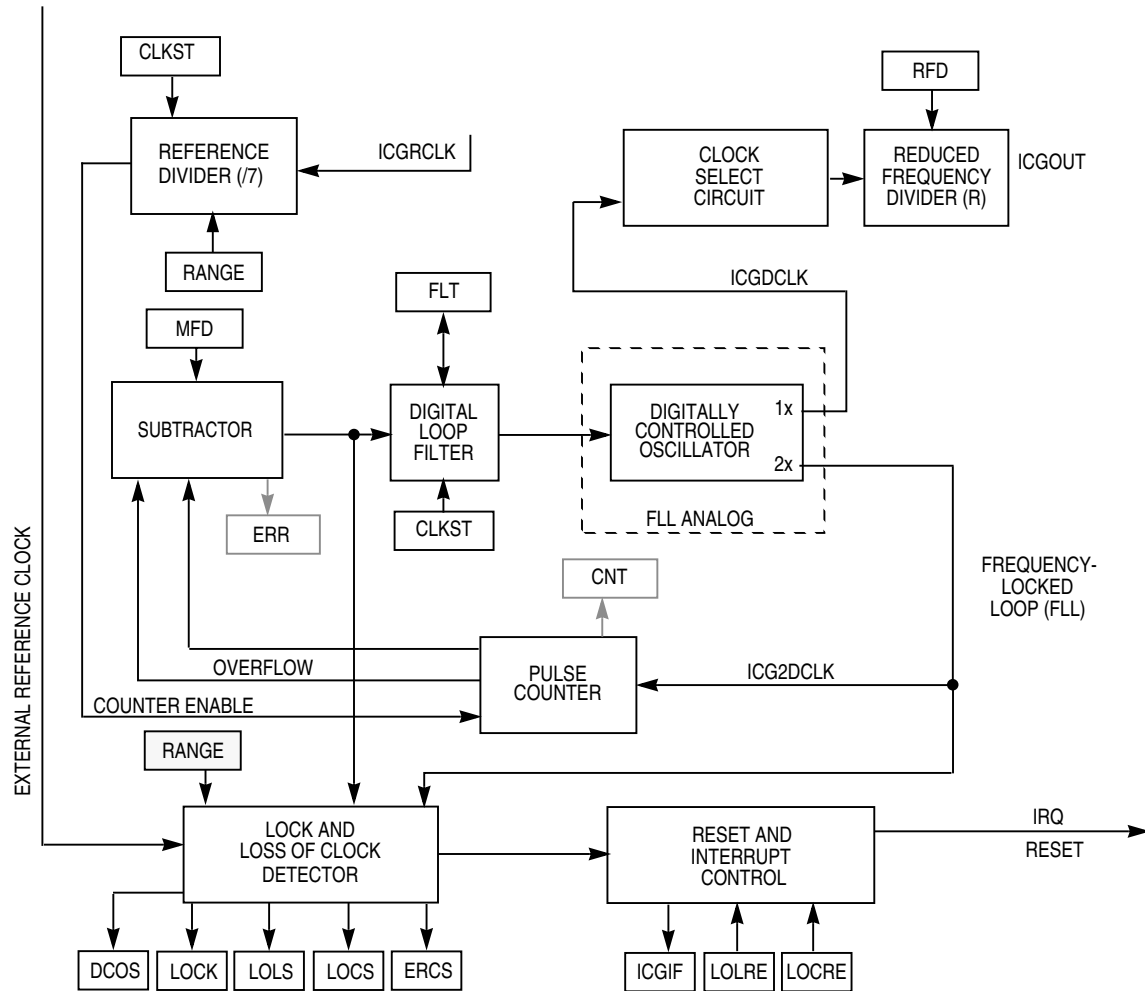 CLKST
RFD
REFERENCE
DIVIDER (/7)
ICGRCLK
CLOCK
SELECT
CIRCUIT
REDUCED
FREQUENCY
DIVIDER (R)
ICGOUT
RANGE
FLT
ICGDCLK
MFD
SUBTRACTOR
DIGITAL
LOOP
FILTER
DIGITALLY
CONTROLLED
OSCILLATOR
1x
2x
FLL ANALOG
ERR
CLKST
CNT
FREQUENCY-
LOCKED
LOOP (FLL)
OVERFLOW
PULSE
COUNTER
ICG2DCLK
COUNTER ENABLE
EXTERNAL REFERENCE CLOCK
RANGE
LOCK AND
LOSS OF CLOCK
DETECTOR
RESET AND
INTERRUPT
CONTROL
IRQ
RESET
DCOS
LOCK
LOLS
LOCS
ERCS
ICGIF
LOLRE
LOCRE